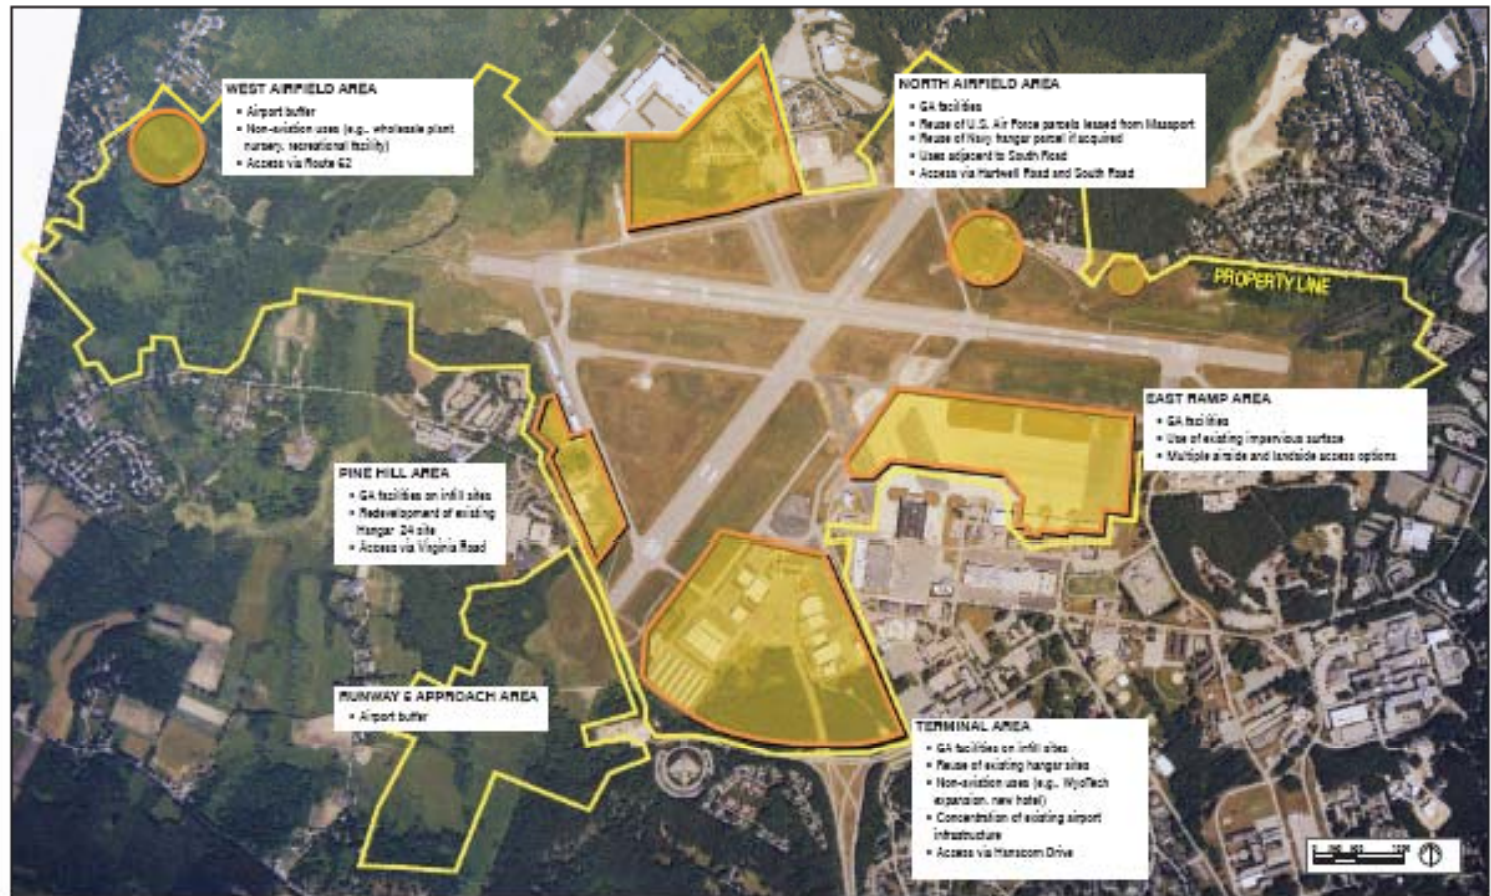 WEST AIRFIELD AREA
• Airport buffer
• Non-aviation uses (e.g., wholesale plant
nursery, recreational facility)
• Access via Route 62
NORTH AIRFIELD AREA
• GA facilities
• Reuse of U.S. Air Force parcels leased from Massport
• Reuse of Navy hangar parcel if acquired
• Uses adjacent to South Road
• Access via Hartwell Road and South Road
PROPERTY LINE
EAST RAMP AREA
• GA facilities
• Use of existing impervious surface
• Multiple airside and landside access options
PINE HILL AREA
• GA facilities on infill sites
• Redevelopment of existing
Hangar 24 site
• Access via Virginia Road
RUNWAY 5 APPROACH AREA
• Airport buffer
TERMINAL AREA
• GA facilities on infill sites
• Reuse of existing hangar sites
• Non-aviation uses (e.g., WyoTech
expansion, new hotel)
• Concentration of existing airport
infrastructure
• Access via Hanscom Drive